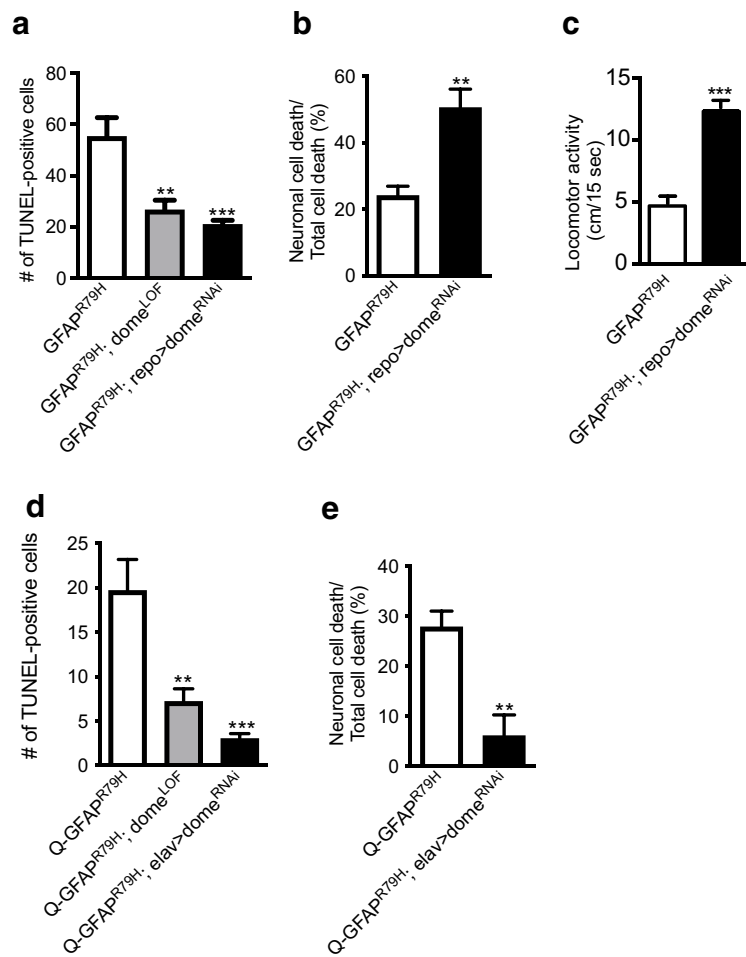 a
# of TUNEL-positive cells
80
60
40
20
0
**
***
GFAPR79H
GFAPR79H; domeLOF
GFAPR79H; repo>domeRNAi
b
Neuronal cell death/
Total cell death (%)
60
40
20
0
**
GFAPR79H
GFAPR79H; repo>domeRNAi
c
Locomotor activity
(cm/15 sec)
15
10
5
0
***
GFAPR79H
GFAPR79H; repo>domeRNAi
d
# of TUNEL-positive cells
25
20
15
10
5
0
**
***
Q-GFAPR79H
Q-GFAPR79H; domeLOF
Q-GFAPR79H; elav>domeRNAi
e
Neuronal cell death/
Total cell death (%)
40
30
20
10
0
**
Q-GFAPR79H
Q-GFAPR79H; elav>domeRNAi